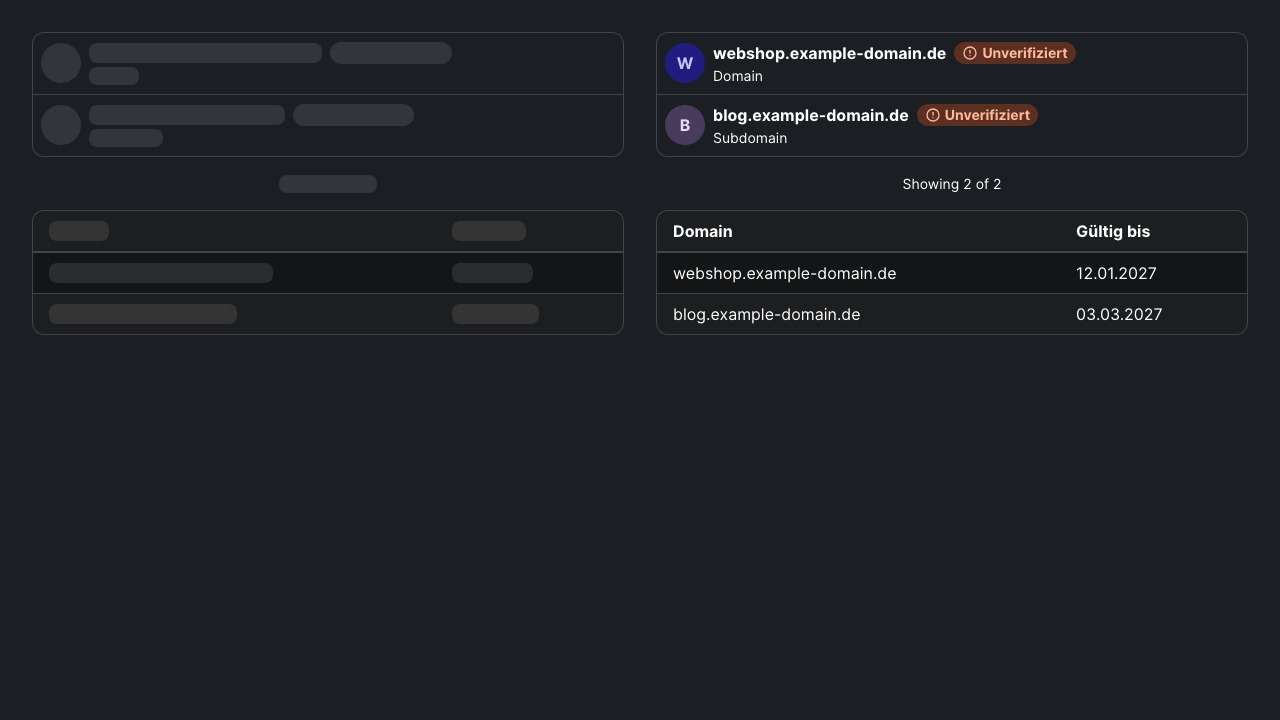 W
webshop.example-domain.de Unverifiziert
Domain
B
blog.example-domain.de Unverifiziert
Subdomain
Showing 2 of 2
Domain Gültig bis
webshop.example-domain.de 12.01.2027
blog.example-domain.de 03.03.2027